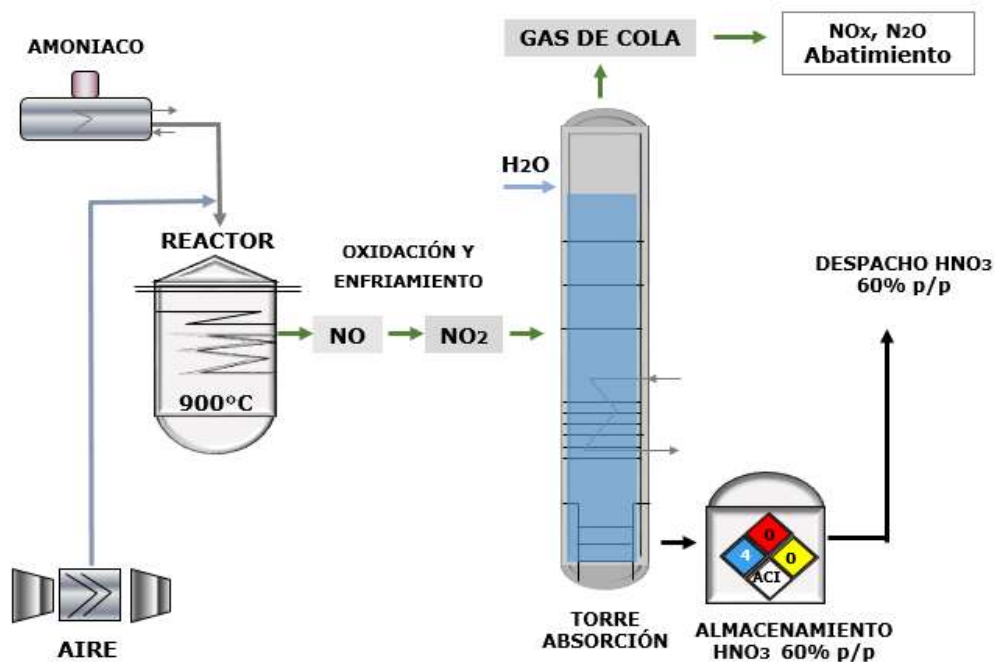 AMONIACO
GAS DE COLA
NOx, N2O
Abatimiento
H2O
REACTOR
OXIDACIÓN Y
ENFRIAMIENTO
NO
NO2
900°C
DESPACHO HNO3
60% p/p
0
4
0
ACI
AIRE
TORRE
ABSORCIÓN
ALMACENAMIENTO
HNO3 60% p/p